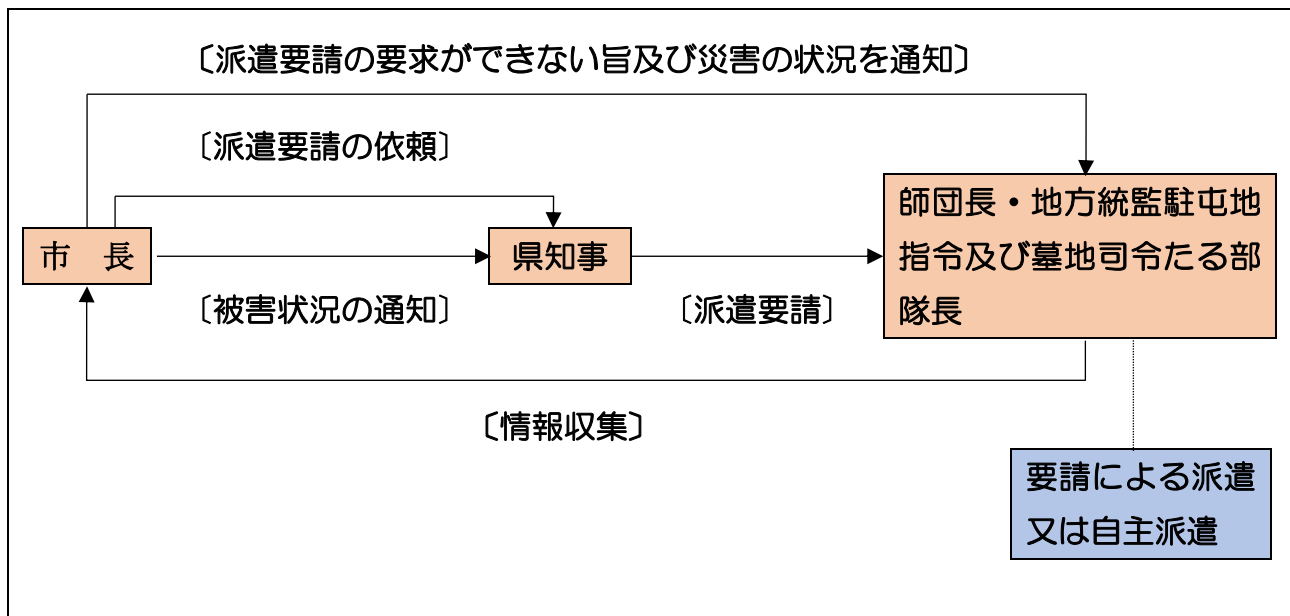 〔派遣要請の要求ができない旨及び災害の状況を通知〕
〔派遣要請の依頼〕
師団長・地方統監駐屯地
指令及び墓地司令たる部
隊長
市　長
県知事
〔被害状況の通知〕
〔派遣要請〕
〔情報収集〕
要請による派遣
又は自主派遣